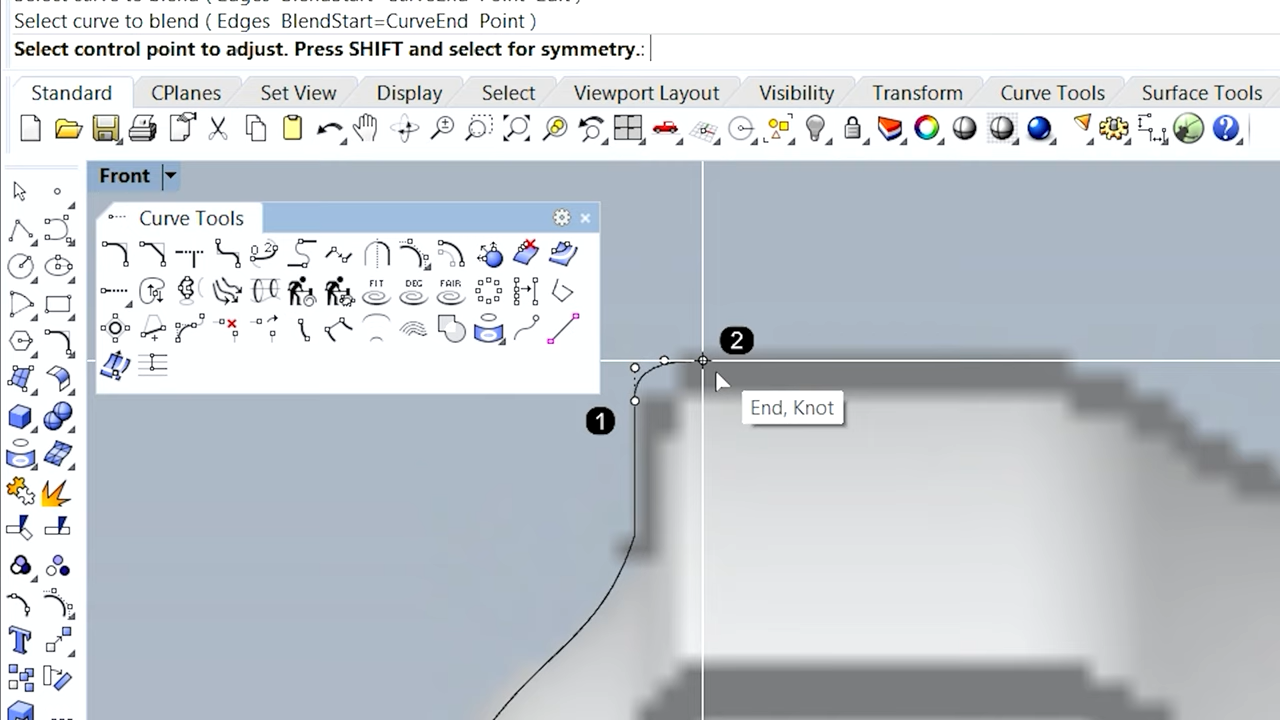 Select curve to blend ( Edges BlendStart=CurveEnd Point )
Select control point to adjust. Press SHIFT and select for symmetry.:
Standard CPlanes Set View Display Select Viewport Layout Visibility Transform Curve Tools Surface Tools
Front
Curve Tools
FIT DEG FAIR
2
End, Knot
1